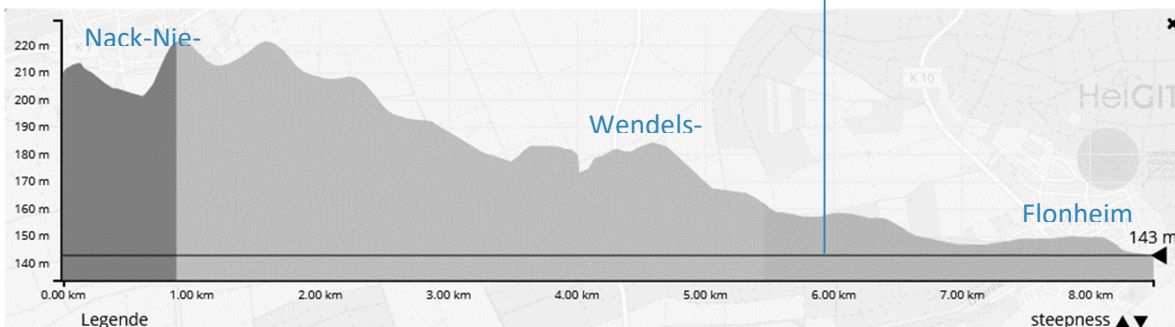 Nack-Nie-
220 m
210 m
200 m
190 m
180 m
170 m
160 m
150 m
140 m
Wendels-
K 10
HeiGIT
Flonheim
143 m
0.00 km 1.00 km 2.00 km 3.00 km 4.00 km 5.00 km 6.00 km 7.00 km 8.00 km
Legende steepness ▲▼